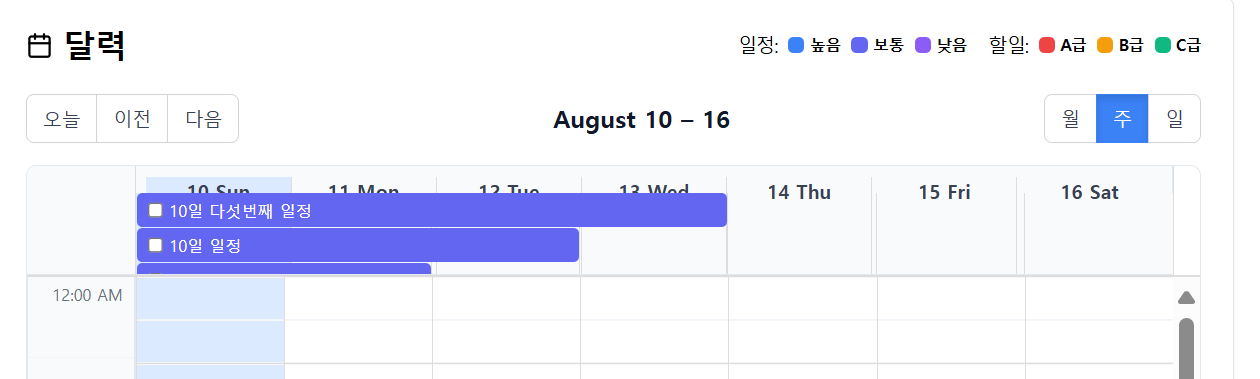 달력
일정: 높음 보통 낮음 할일: A급 B급 C급
오늘 이전 다음
August 10 – 16
월 주 일
10 Sun 11 Mon 12 Tue 13 Wed 14 Thu 15 Fri 16 Sat
10일 다섯번째 일정
10일 일정
12:00 AM